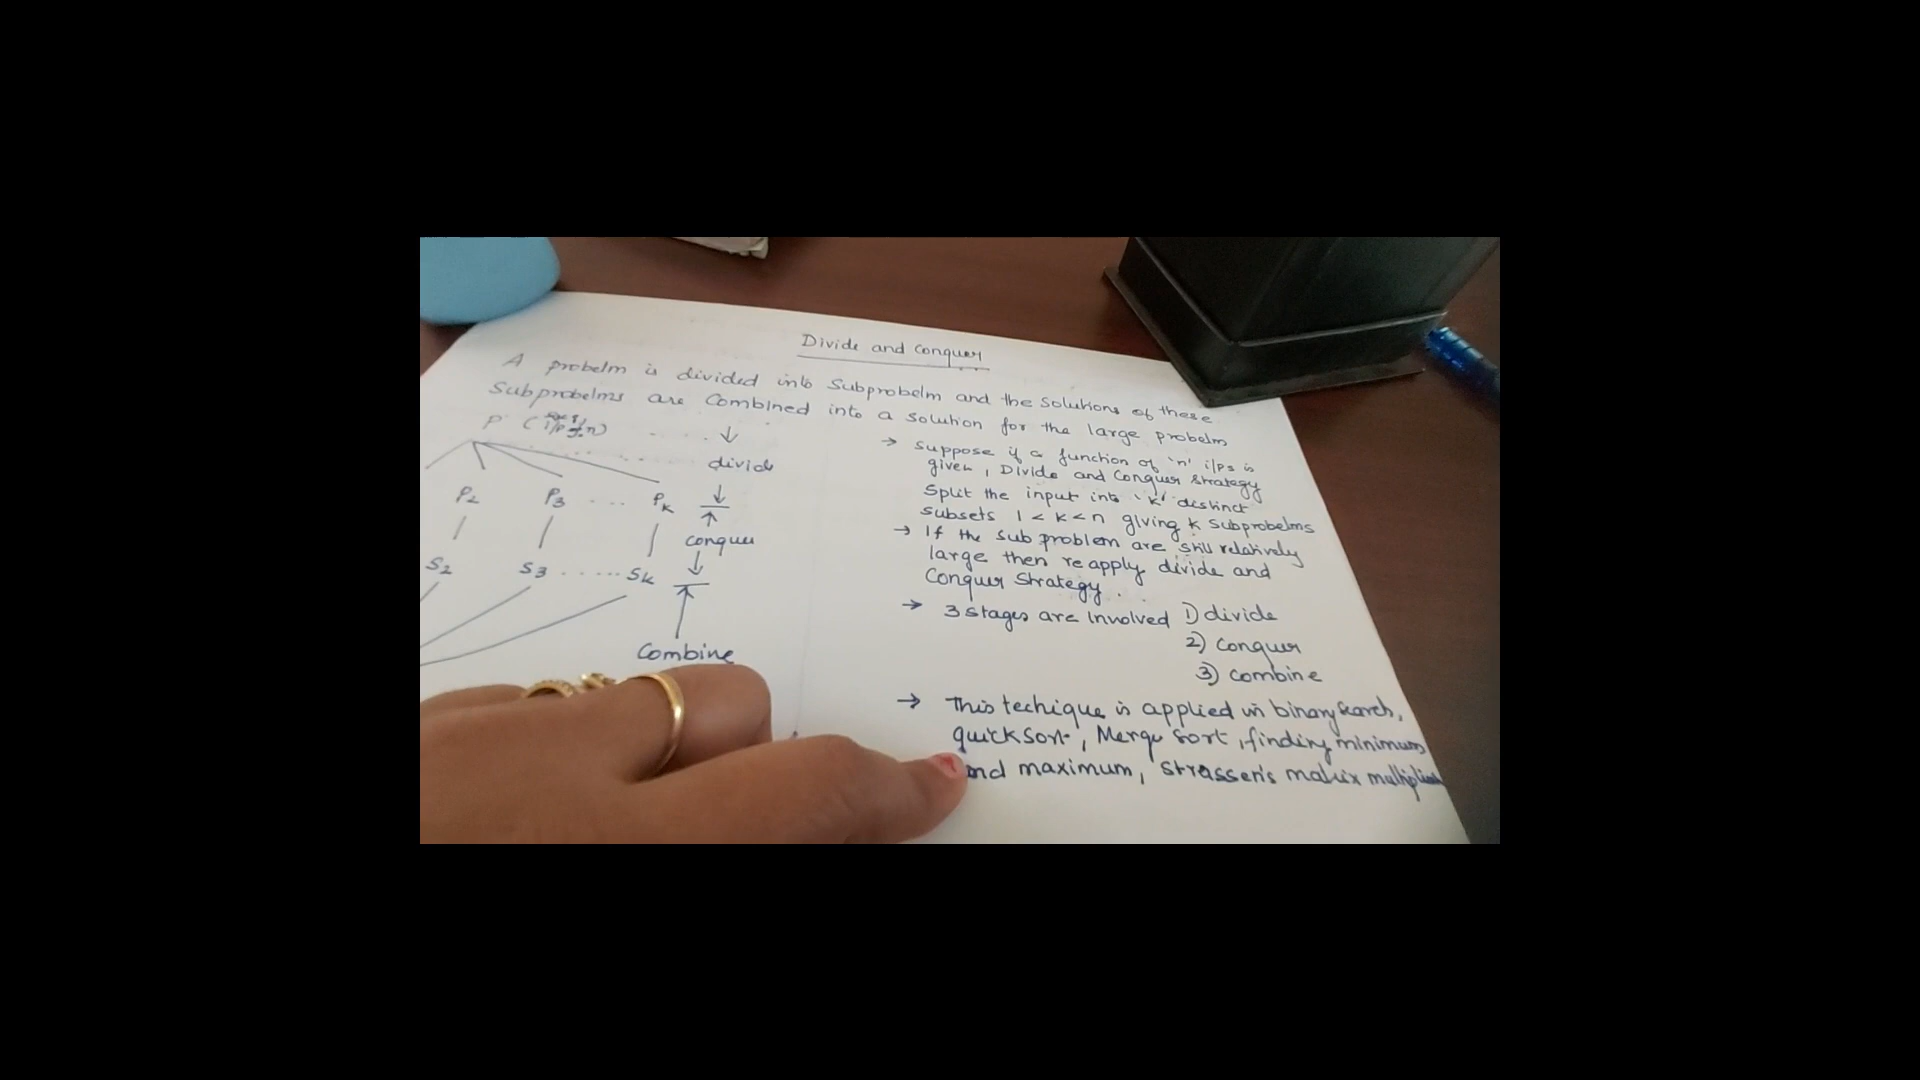 Divide and Conquer
A probelm is divided into Subprobelm and the Solutions of these
Subprobelms are Combined into a solution for the large probelm
P (i/p n)
divide
P2 P3 .... Pk
conquer
S2 S3 ...... Sk
Combine
→ suppose if a function of 'n' i/ps is
given, Divide and Conquer strategy
Split the input into 'k' distinct
subsets 1 < k < n giving k subprobelms
→ If the sub problem are still relatively
large then reapply divide and
Conquer Strategy.
→ 3 stages are Involved 1) divide
2) Conquer
3) Combine
→ This techique is applied in binary search,
quick sort, Merge sort, finding minimum
and maximum, Strassen's matrix